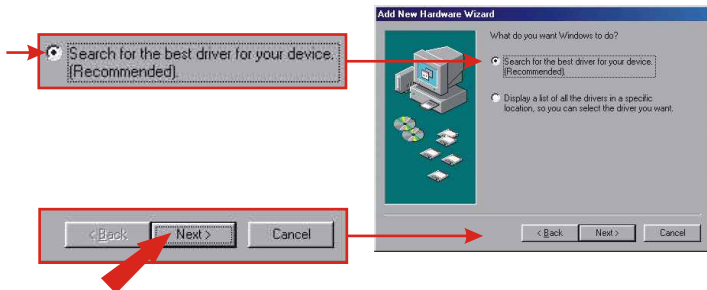 Search for the best driver for your device.
(Recommended).
< Back
Next >
Cancel
Add New Hardware Wizard
What do you want Windows to do?
Search for the best driver for your device.
(Recommended).
Display a list of all the drivers in a specific
location, so you can select the driver you want.
< Back
Next >
Cancel